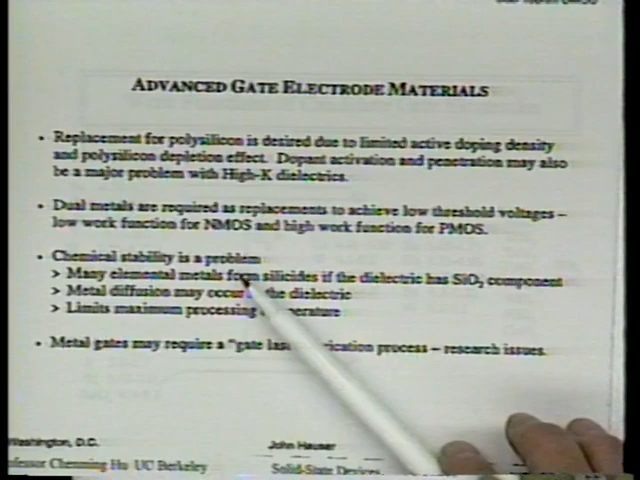 ADVANCED GATE ELECTRODE MATERIALS
• Replacement for polysilicon is desired due to limited active doping density
and polysilicon depletion effect. Dopant activation and penetration may also
be a major problem with High-K dielectrics.
• Dual metals are required as replacements to achieve low threshold voltages –
low work function for NMOS and high work function for PMOS.
• Chemical stability is a problem
> Many elemental metals form silicides if the dielectric has SiO₂ component
> Metal diffusion may occur the dielectric
> Limits maximum processing
• Metal gates may require a "gate process – research issues.
Washington, D.C.
John Hauser
Professor Chenming Hu UC Berkeley
Solid-State Devices,